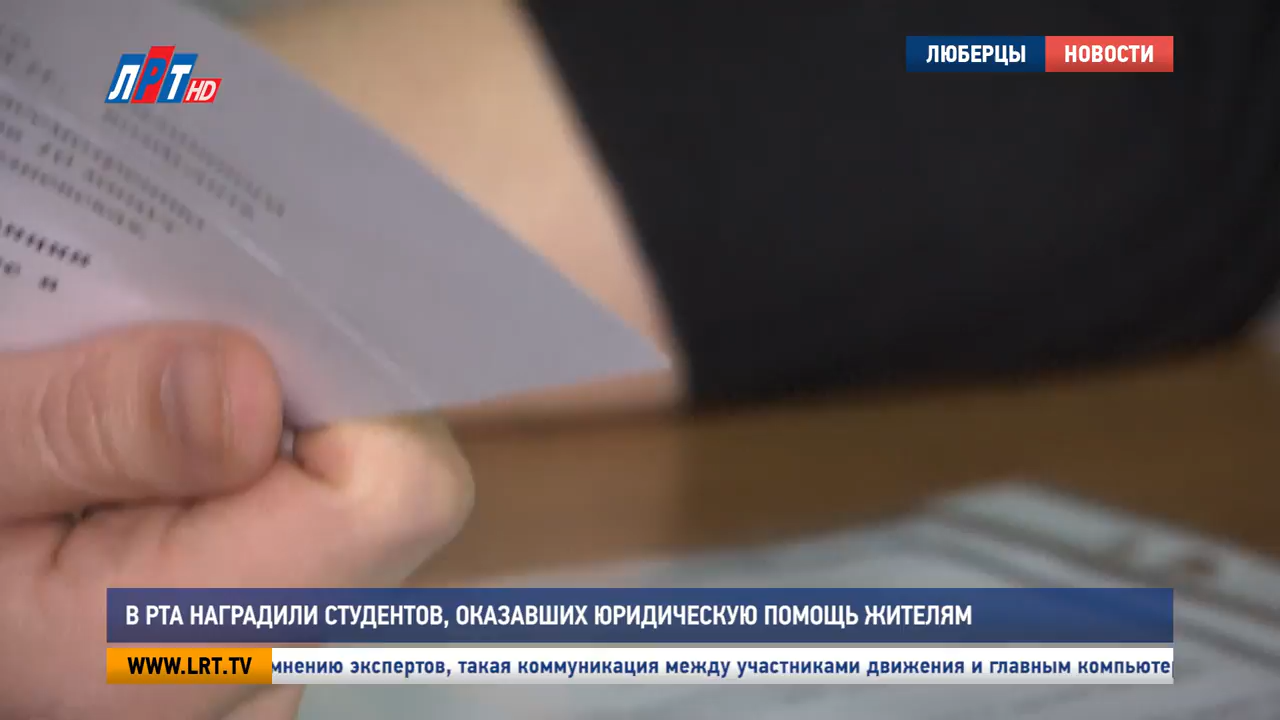 ЛРТ HD
ЛЮБЕРЦЫ НОВОСТИ
В РТА НАГРАДИЛИ СТУДЕНТОВ, ОКАЗАВШИХ ЮРИДИЧЕСКУЮ ПОМОЩЬ ЖИТЕЛЯМ
WWW.LRT.TV мнению экспертов, такая коммуникация между участниками движения и главным компьюте